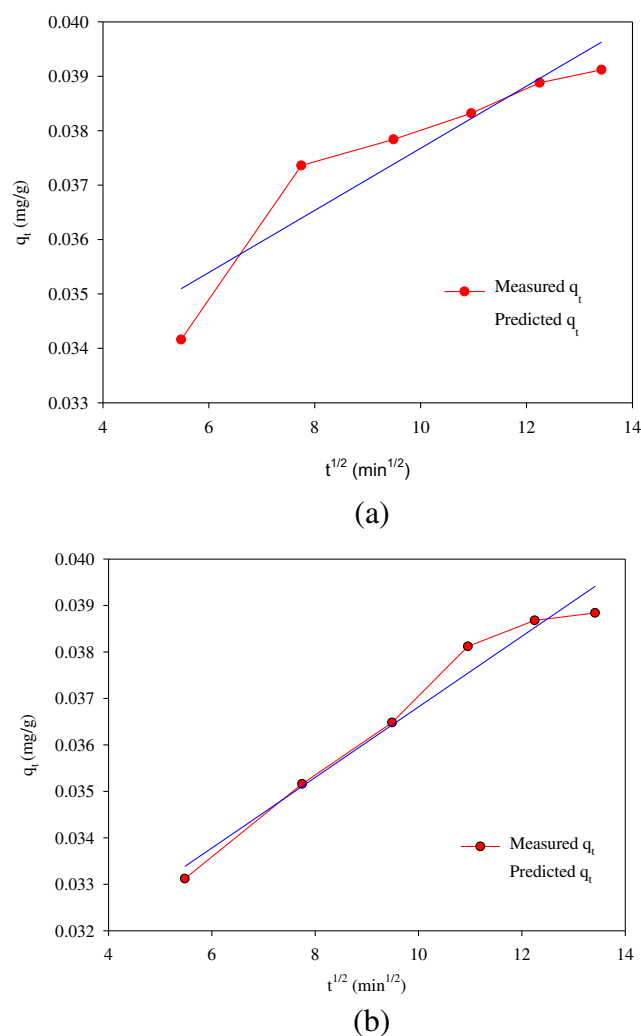 0.040
0.039
0.038
0.037
0.036
0.035
0.034
0.033
q_t (mg/g)
Measured q_t
Predicted q_t
4 6 8 10 12 14
t^{1/2} (min^{1/2})
(a)
0.040
0.039
0.038
0.037
0.036
0.035
0.034
0.033
0.032
q_t (mg/g)
Measured q_t
Predicted q_t
4 6 8 10 12 14
t^{1/2} (min^{1/2})
(b)